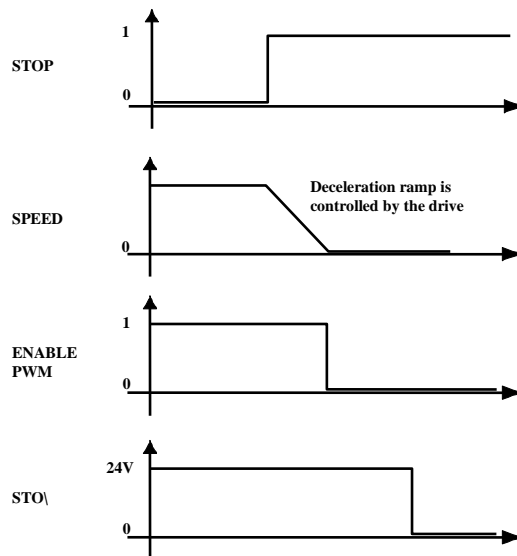 1
STOP
0
SPEED
Deceleration ramp is
controlled by the drive
0
1
ENABLE
PWM
0
24V
STO\
0